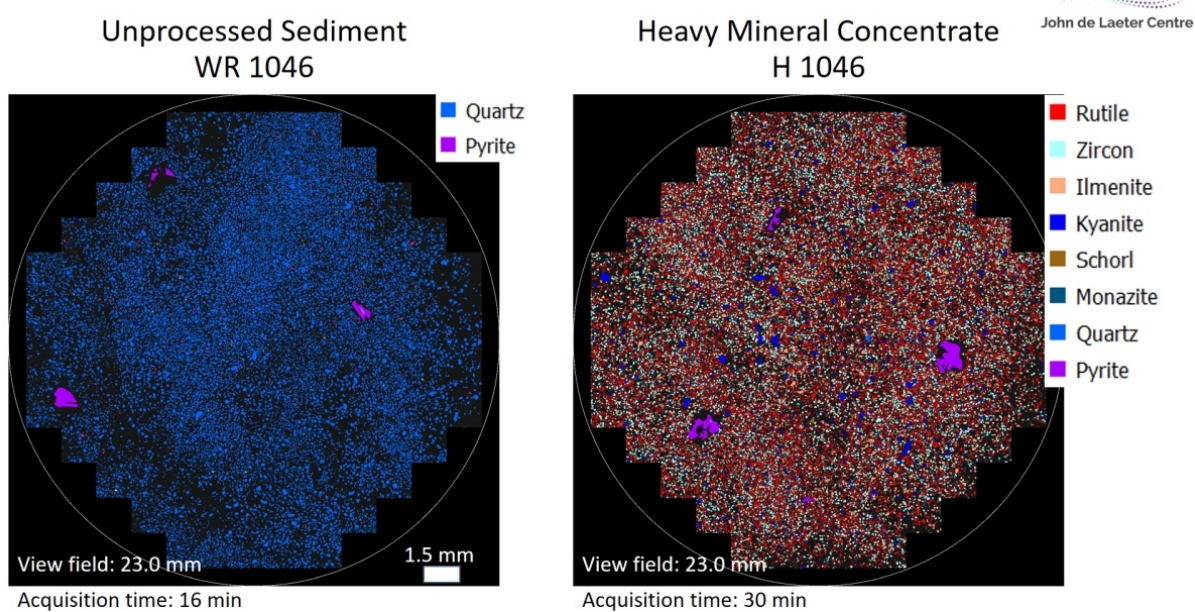 John de Laeter Centre
Unprocessed Sediment
WR 1046
Quartz
Pyrite
View field: 23.0 mm
1.5 mm
Acquisition time: 16 min
Heavy Mineral Concentrate
H 1046
Rutile
Zircon
Ilmenite
Kyanite
Schorl
Monazite
Quartz
Pyrite
View field: 23.0 mm
Acquisition time: 30 min